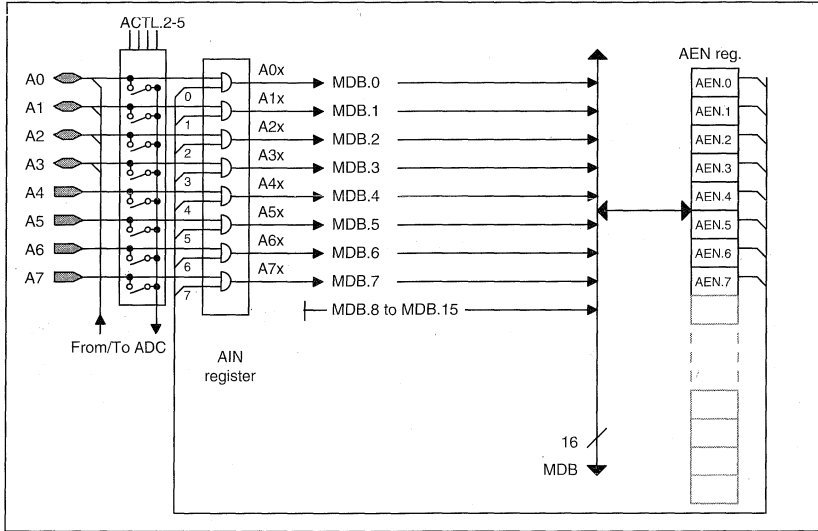 ACTL.2-5
AEN reg.
A0
A0x
MDB.0
AEN.0
0
A1
A1x
MDB.1
AEN.1
1
A2
A2x
MDB.2
AEN.2
2
A3
A3x
MDB.3
AEN.3
3
A4
A4x
MDB.4
AEN.4
4
A5
A5x
MDB.5
AEN.5
5
A6
A6x
MDB.6
AEN.6
6
A7
A7x
MDB.7
AEN.7
7
MDB.8 to MDB.15
From/To ADC
AIN
register
16
MDB